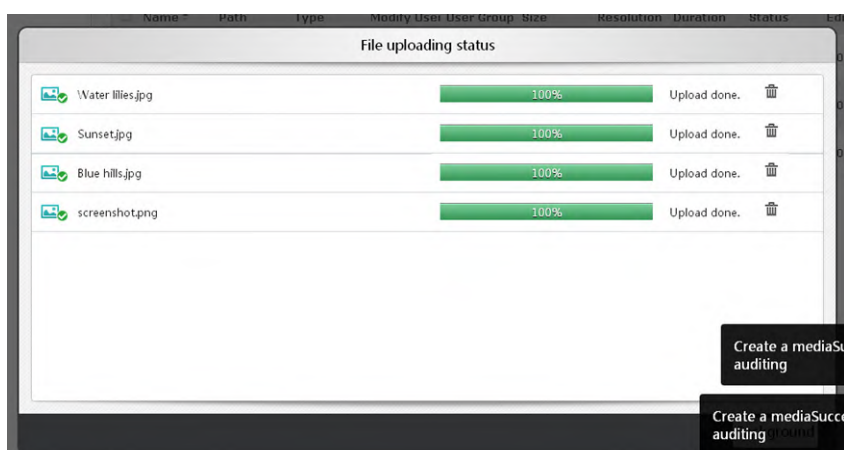 Name Path Type Modify User User Group Size Resolution Duration Status
File uploading status
Water lilies.jpg 100% Upload done.
Sunset.jpg 100% Upload done.
Blue hills.jpg 100% Upload done.
screenshot.png 100% Upload done.
Create a mediaSu
auditing
Create a mediaSucce
auditing